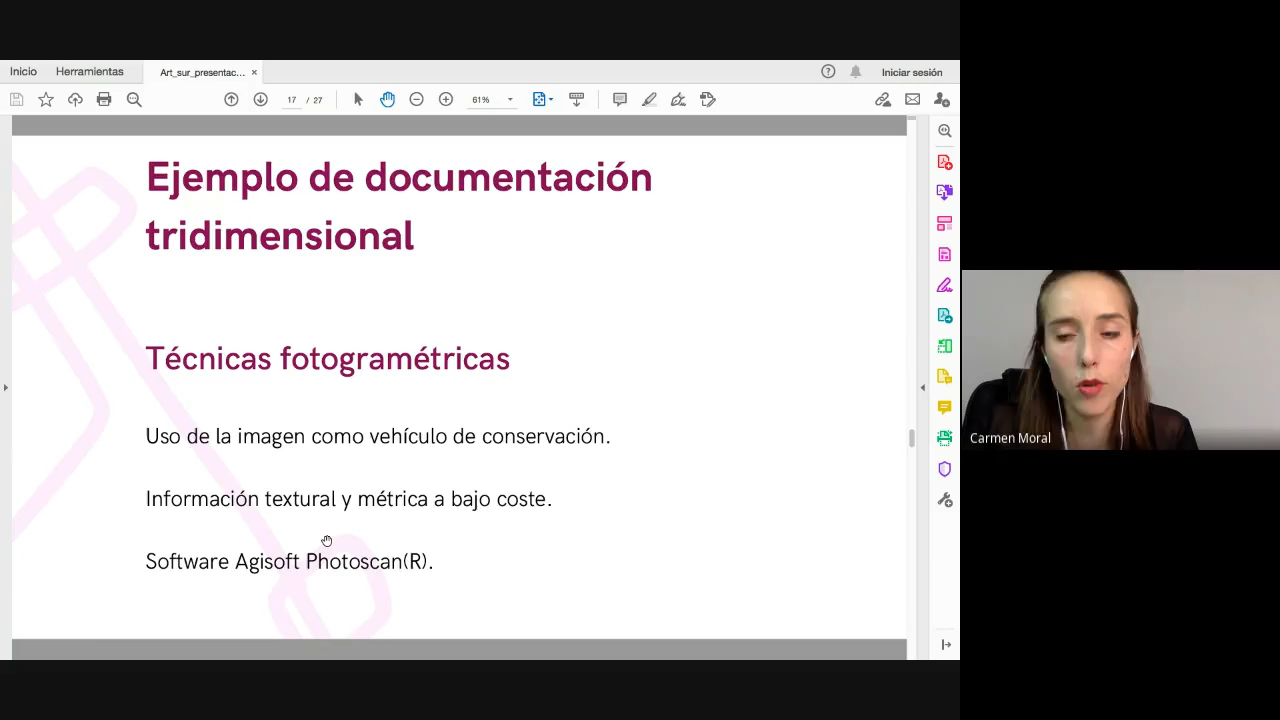 Inicio Herramientas Art_sur_presentac... × Iniciar sesión
17 / 27 61%
Ejemplo de documentación
tridimensional
Técnicas fotogramétricas
Uso de la imagen como vehículo de conservación.
Información textural y métrica a bajo coste.
Software Agisoft Photoscan(R).
Carmen Moral